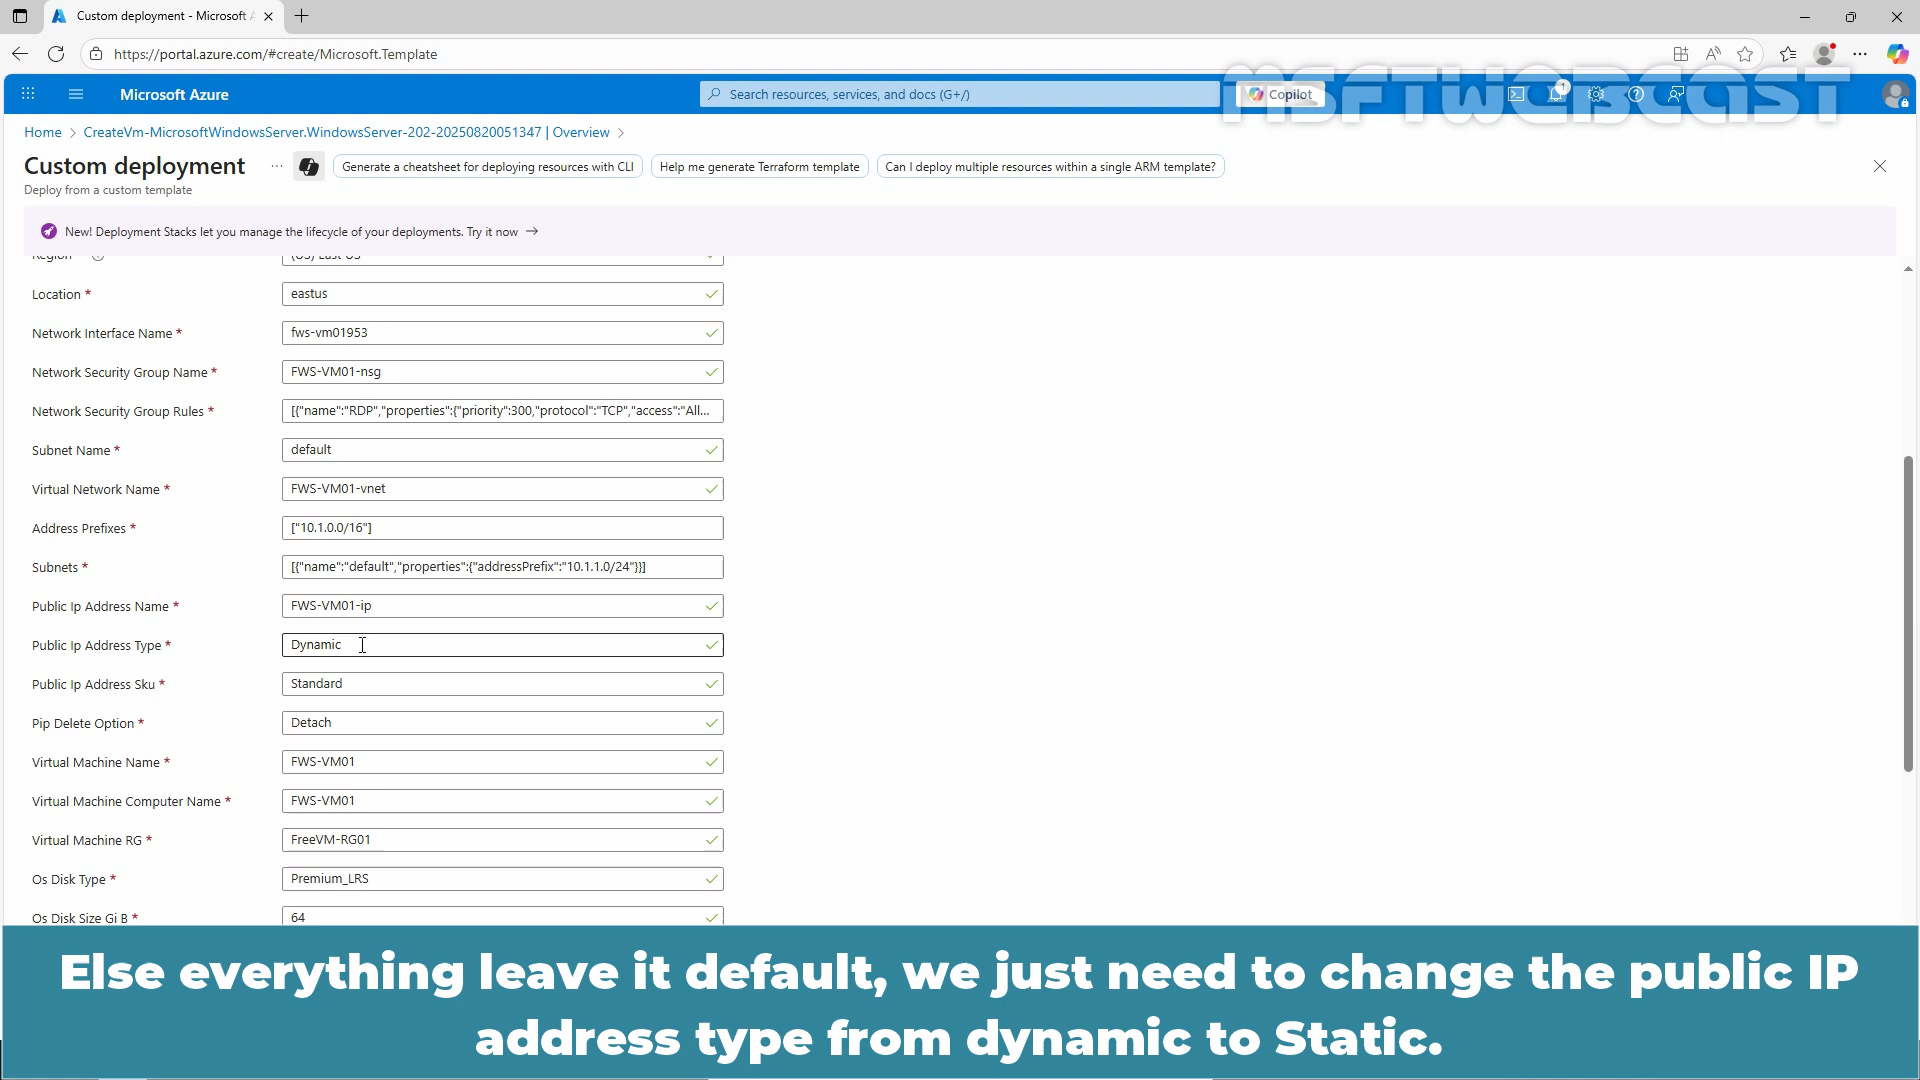 Custom deployment - Microsoft A
https://portal.azure.com/#create/Microsoft.Template
MSFTWEBCAST
Microsoft Azure
Search resources, services, and docs (G+/)
Copilot
1
Home > CreateVm-MicrosoftWindowsServer.WindowsServer-202-20250820051347 | Overview >
Custom deployment
Generate a cheatsheet for deploying resources with CLI
Help me generate Terraform template
Can I deploy multiple resources within a single ARM template?
Deploy from a custom template
New! Deployment Stacks let you manage the lifecycle of your deployments. Try it now →
Region (US) East US
Location * eastus
Network Interface Name * fws-vm01953
Network Security Group Name * FWS-VM01-nsg
Network Security Group Rules * [{"name":"RDP","properties":{"priority":300,"protocol":"TCP","access":"All...
Subnet Name * default
Virtual Network Name * FWS-VM01-vnet
Address Prefixes * ["10.1.0.0/16"]
Subnets * [{"name":"default","properties":{"addressPrefix":"10.1.1.0/24"}}]
Public Ip Address Name * FWS-VM01-ip
Public Ip Address Type * Dynamic
Public Ip Address Sku * Standard
Pip Delete Option * Detach
Virtual Machine Name * FWS-VM01
Virtual Machine Computer Name * FWS-VM01
Virtual Machine RG * FreeVM-RG01
Os Disk Type * Premium_LRS
Os Disk Size Gi B * 64
Else everything leave it default, we just need to change the public IP
address type from dynamic to Static.